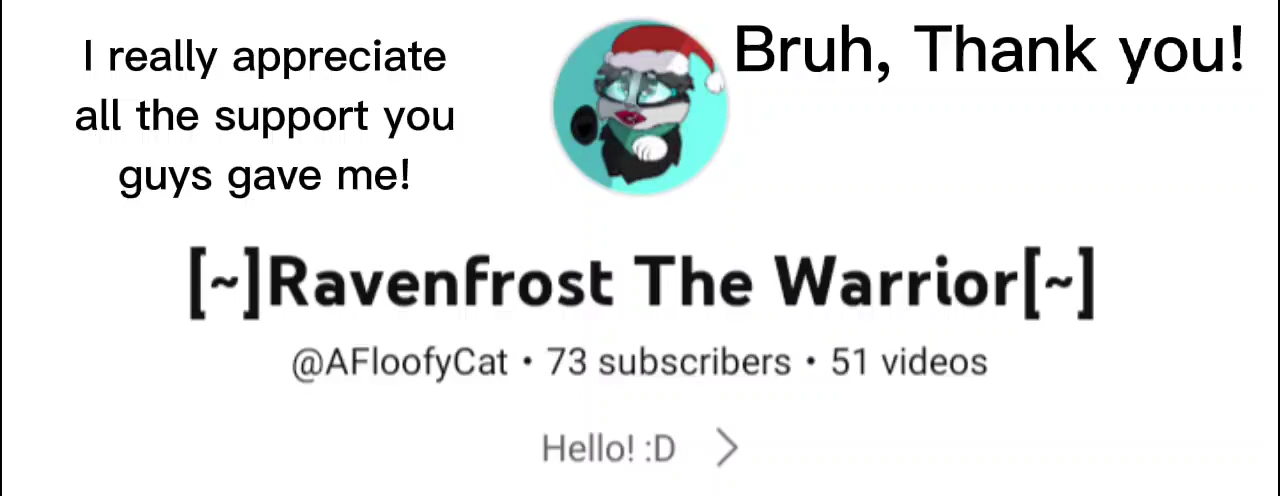 I really appreciate
all the support you
guys gave me!
Bruh, Thank you!
[~]Ravenfrost The Warrior[~]
@AFloofyCat • 73 subscribers • 51 videos
Hello! :D >